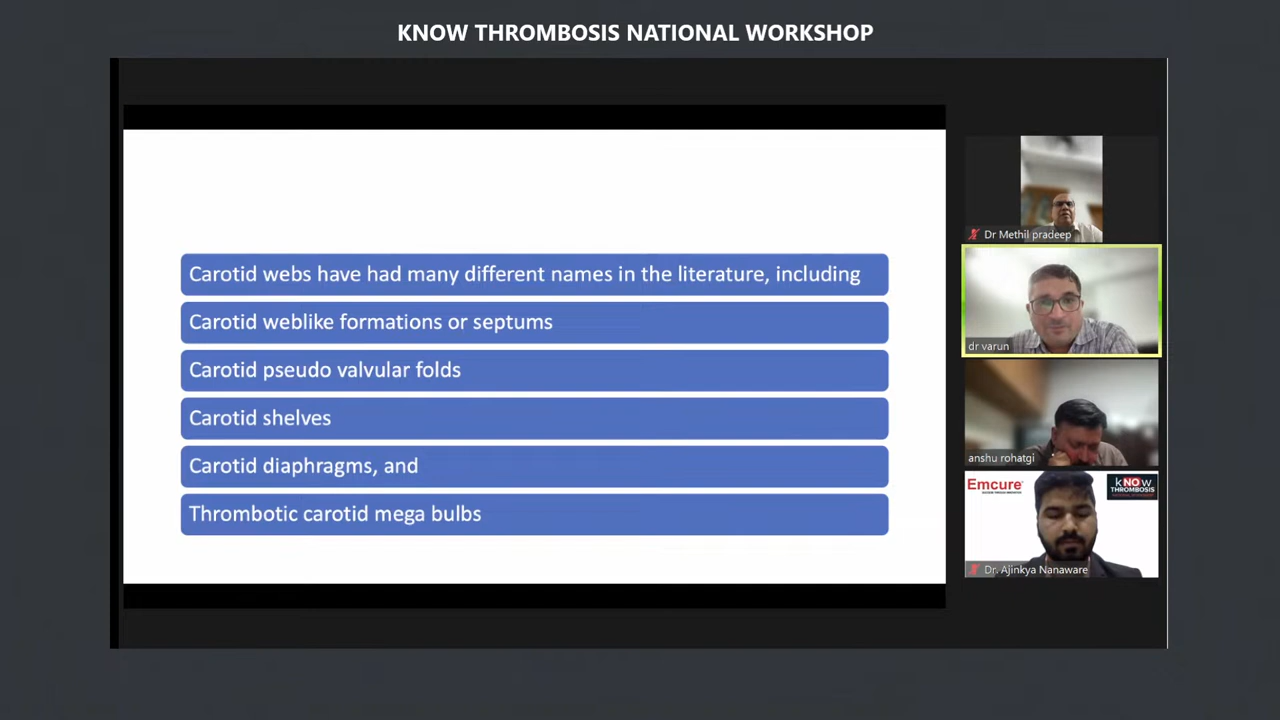 KNOW THROMBOSIS NATIONAL WORKSHOP
Carotid webs have had many different names in the literature, including
Carotid weblike formations or septums
Carotid pseudo valvular folds
Carotid shelves
Carotid diaphragms, and
Thrombotic carotid mega bulbs
Dr Methil pradeep
dr varun
anshu rohatgi
Emcure
kNOW
THROMBOSIS
Dr. Ajinkya Nanaware